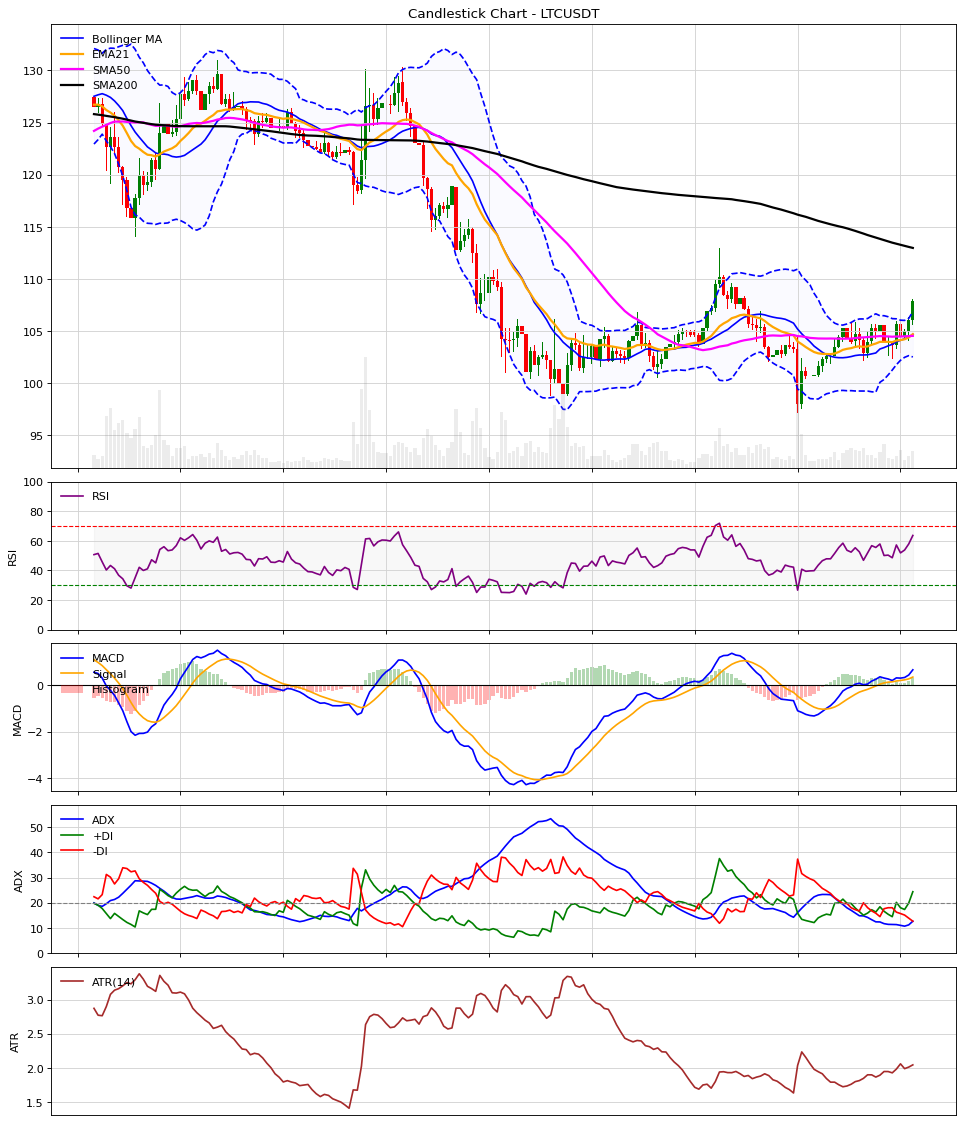 Candlestick Chart - LTCUSDT
Bollinger MA
EMA21
SMA50
SMA200
130
125
120
115
110
105
100
95
RSI
100
80
60
40
20
0
RSI
MACD
Signal
Histogram
0
−2
−4
MACD
ADX
+DI
-DI
50
40
30
20
10
0
ADX
ATR(14)
3.0
2.5
2.0
1.5
ATR